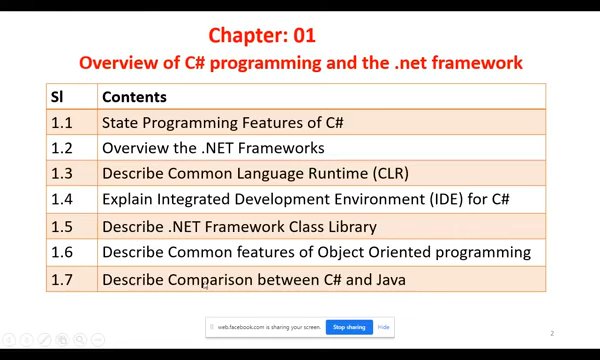 Chapter: 01
Overview of C# programming and the .net framework
Sl Contents
1.1 State Programming Features of C#
1.2 Overview the .NET Frameworks
1.3 Describe Common Language Runtime (CLR)
1.4 Explain Integrated Development Environment (IDE) for C#
1.5 Describe .NET Framework Class Library
1.6 Describe Common features of Object Oriented programming
1.7 Describe Comparison between C# and Java
web.facebook.com is sharing your screen. Stop sharing Hide
2